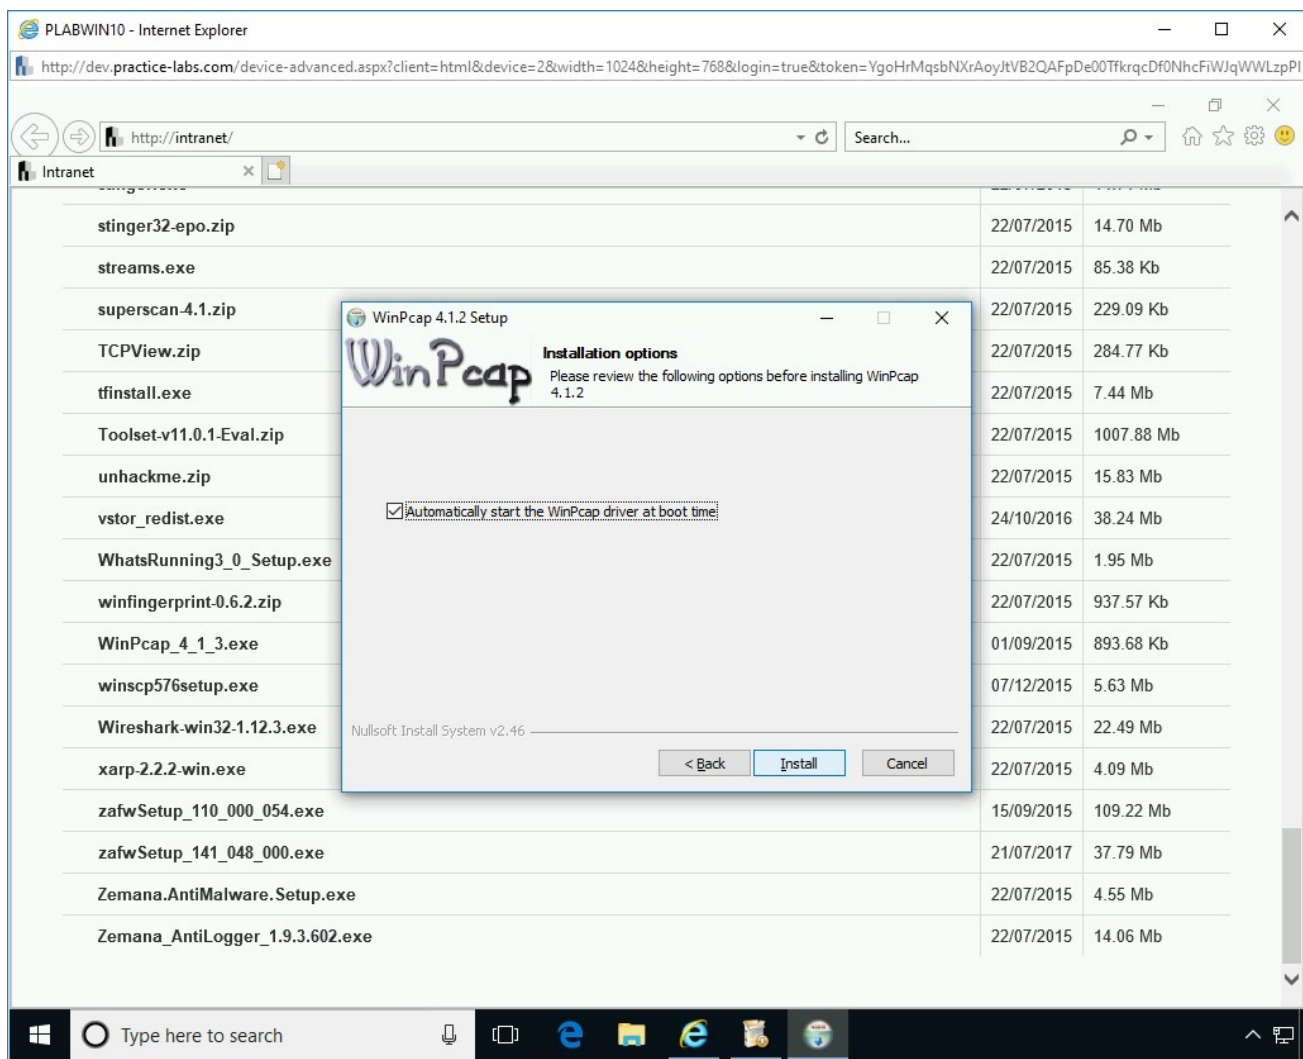 PLABWIN10 - Internet Explorer
http://dev.practice-labs.com/device-advanced.aspx?client=html&device=2&width=1024&height=768&login=true&token=YgoHrMqsbNXrAoyJtVB2QAFpDe00TfkrqcDf0NhcFiWJqWWLzpPl
http://intranet/ Search...
Intranet
stinger32-epo.zip 22/07/2015 14.70 Mb
streams.exe 22/07/2015 85.38 Kb
superscan-4.1.zip 22/07/2015 229.09 Kb
TCPView.zip 22/07/2015 284.77 Kb
tfinstall.exe 22/07/2015 7.44 Mb
Toolset-v11.0.1-Eval.zip 22/07/2015 1007.88 Mb
unhackme.zip 22/07/2015 15.83 Mb
vstor_redist.exe 24/10/2016 38.24 Mb
WhatsRunning3_0_Setup.exe 22/07/2015 1.95 Mb
winfingerprint-0.6.2.zip 22/07/2015 937.57 Kb
WinPcap_4_1_3.exe 01/09/2015 893.68 Kb
winscp576setup.exe 07/12/2015 5.63 Mb
Wireshark-win32-1.12.3.exe 22/07/2015 22.49 Mb
xarp-2.2.2-win.exe 22/07/2015 4.09 Mb
zafwSetup_110_000_054.exe 15/09/2015 109.22 Mb
zafwSetup_141_048_000.exe 21/07/2017 37.79 Mb
Zemana.AntiMalware.Setup.exe 22/07/2015 4.55 Mb
Zemana_AntiLogger_1.9.3.602.exe 22/07/2015 14.06 Mb
WinPcap 4.1.2 Setup
WinPcap
Installation options
Please review the following options before installing WinPcap
4.1.2
Automatically start the WinPcap driver at boot time
Nullsoft Install System v2.46
< Back Install Cancel
Type here to search